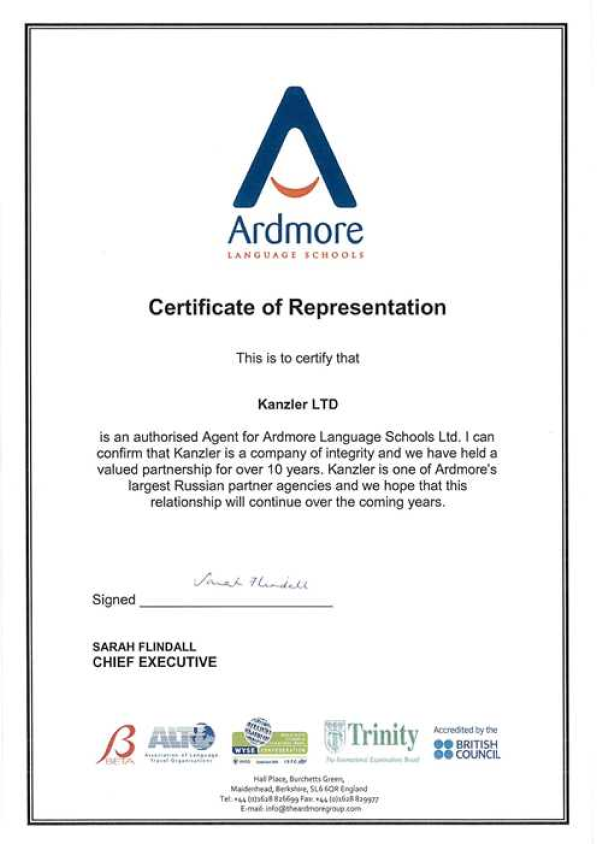 Ardmore
LANGUAGE SCHOOLS
Certificate of Representation
This is to certify that
Kanzler LTD
is an authorised Agent for Ardmore Language Schools Ltd. I can
confirm that Kanzler is a company of integrity and we have held a
valued partnership for over 10 years. Kanzler is one of Ardmore's
largest Russian partner agencies and we hope that this
relationship will continue over the coming years.
Sarah Flindall
Signed
SARAH FLINDALL
CHIEF EXECUTIVE
β
BETA
ALTO
Association of Language
Travel Organisations
WYSE CONFEDERATION
Trinity
The International Examinations Board
Accredited by the
BRITISH
COUNCIL
Hall Place, Burchetts Green,
Maidenhead, Berkshire, SL6 6QR England
Tel: +44 (0)1628 826699 Fax: +44 (0)1628 829977
E-mail: info@theardmoregroup.com